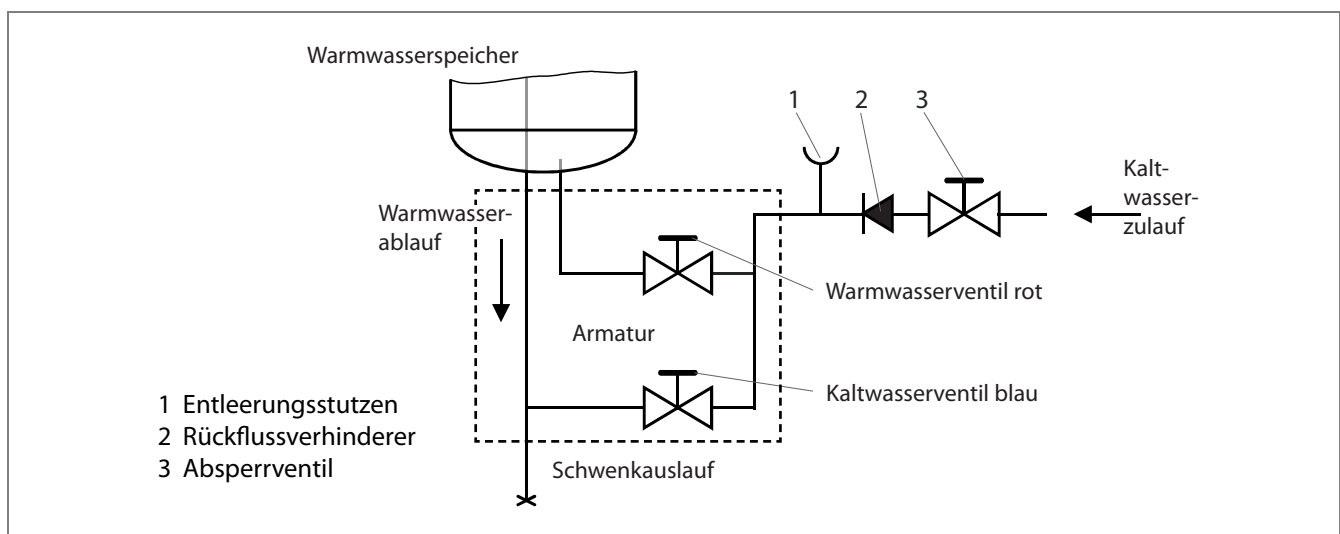 Warmwasserspeicher
1 2 3
Kalt-
wasser-
zulauf
Warmwasser-
ablauf
Warmwasserventil rot
Armatur
Kaltwasserventil blau
1 Entleerungsstutzen
2 Rückflussverhinderer
3 Absperrventil
Schwenkauslauf